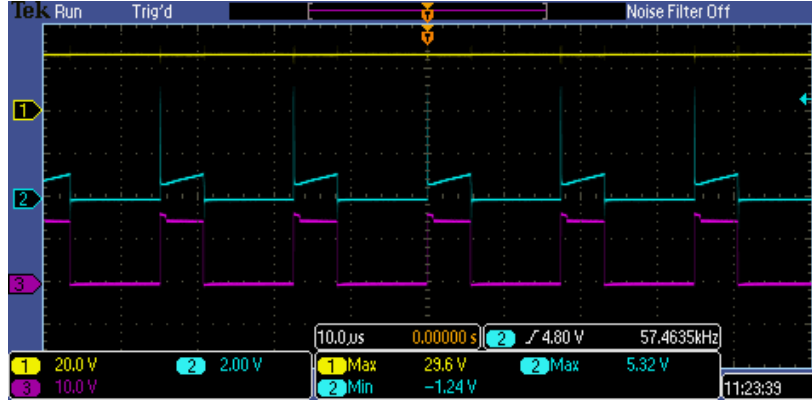 Tek Run Trig'd Noise Filter Off
T
T
1
2
3
10.0µs 0.00000 s 2 ʃ 4.80 V 57.4635kHz
1 20.0 V 2 2.00 V 1 Max 29.6 V 2 Max 5.32 V
3 10.0 V 2 Min −1.24 V 11:23:39